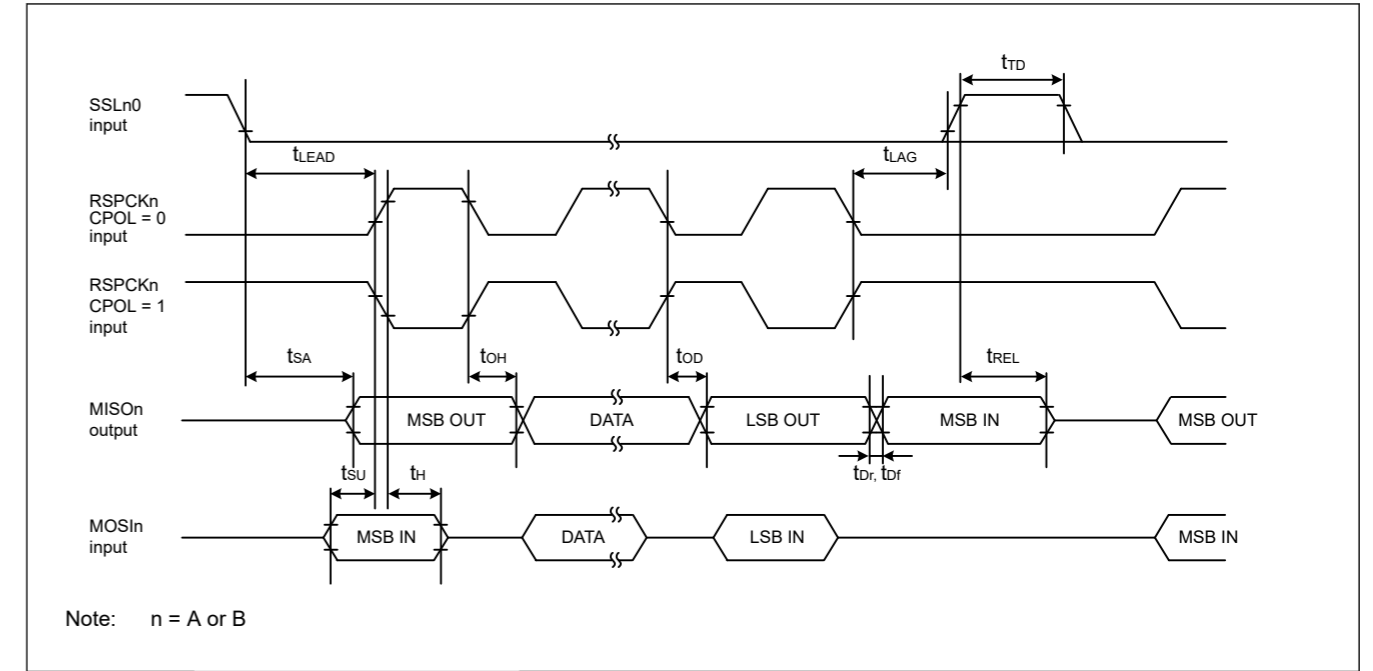 tTD
SSLn0
input
tLEAD
tLAG
RSPCKn
CPOL = 0
input
RSPCKn
CPOL = 1
input
tSA
tOH
tOD
tREL
MISOn
output
MSB OUT
DATA
LSB OUT
MSB IN
MSB OUT
tSU
tH
tDr, tDf
MOSIn
input
MSB IN
DATA
LSB IN
MSB IN
Note: n = A or B